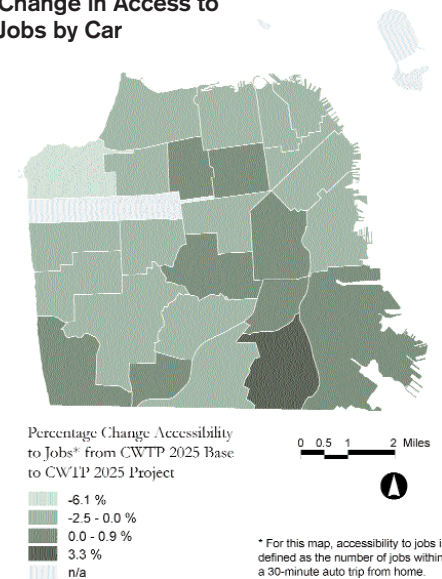 Change in Access to
Jobs by Car
Percentage Change Accessibility
to Jobs* from CWTP 2025 Base
to CWTP 2025 Project
-6.1 %
-2.5 - 0.0 %
0.0 - 0.9 %
3.3 %
n/a
0 0.5 1 2 Miles
* For this map, accessibility to jobs i
defined as the number of jobs within
a 30-minute auto trip from home.